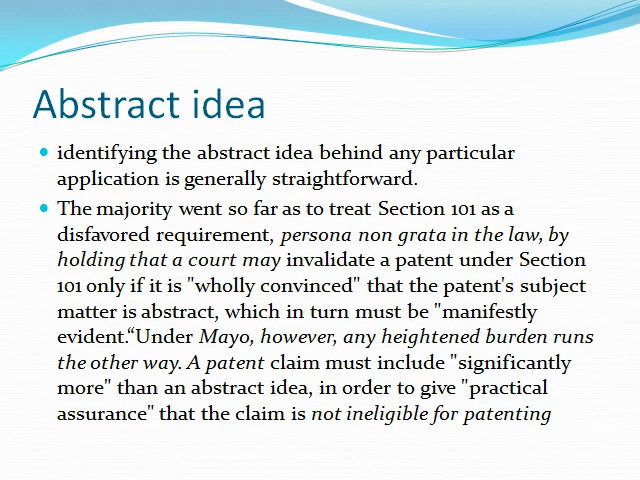 Abstract idea
identifying the abstract idea behind any particular
application is generally straightforward.
The majority went so far as to treat Section 101 as a
disfavored requirement, persona non grata in the law, by
holding that a court may invalidate a patent under Section
101 only if it is "wholly convinced" that the patent's subject
matter is abstract, which in turn must be "manifestly
evident.“Under Mayo, however, any heightened burden runs
the other way. A patent claim must include "significantly
more" than an abstract idea, in order to give "practical
assurance" that the claim is not ineligible for patenting